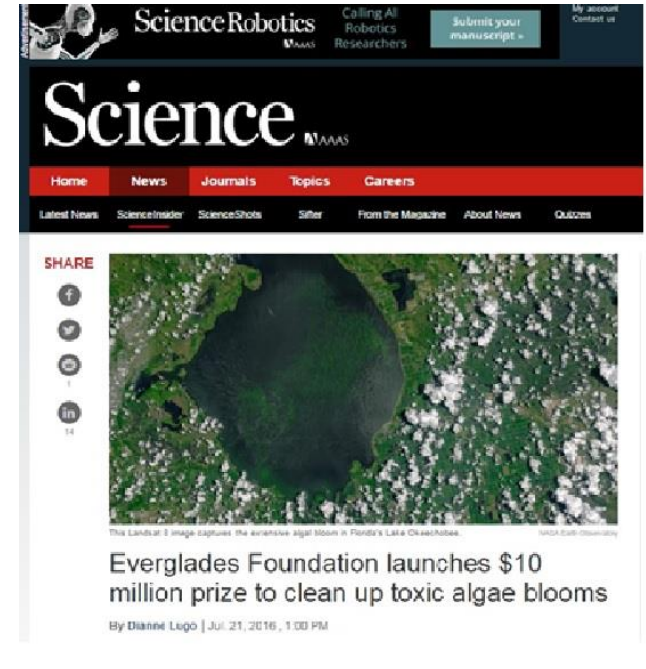 Advertisement
Science Robotics
AAAS
Calling All
Robotics
Researchers
Submit your
manuscript »
My account
Contact us
Science
AAAS
Home News Journals Topics Careers
Latest News ScienceInsider ScienceShots Sifter From the Magazine About News Quizzes
SHARE
1
14
This Landsat 8 image captures the extensive algal bloom in Florida's Lake Okeechobee.
NASA Earth Observatory
Everglades Foundation launches $10
million prize to clean up toxic algae blooms
By Dianne Lugo | Jul. 21, 2016 , 1:00 PM